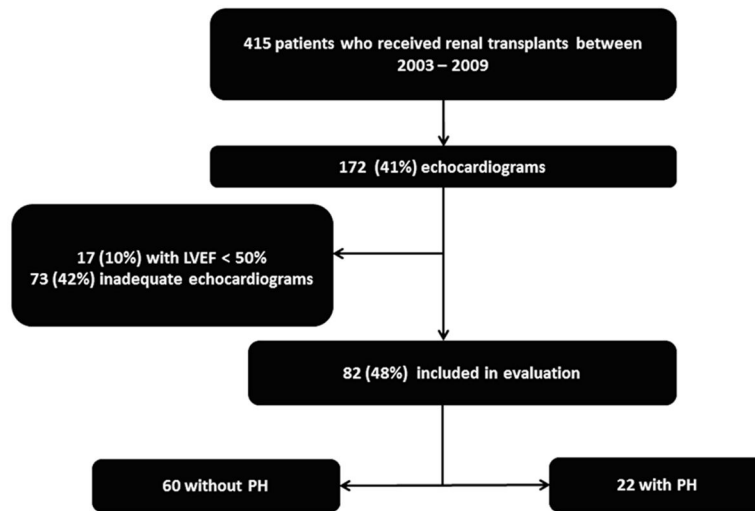 415 patients who received renal transplants between
2003 – 2009
172 (41%) echocardiograms
17 (10%) with LVEF < 50%
73 (42%) inadequate echocardiograms
82 (48%) included in evaluation
60 without PH
22 with PH